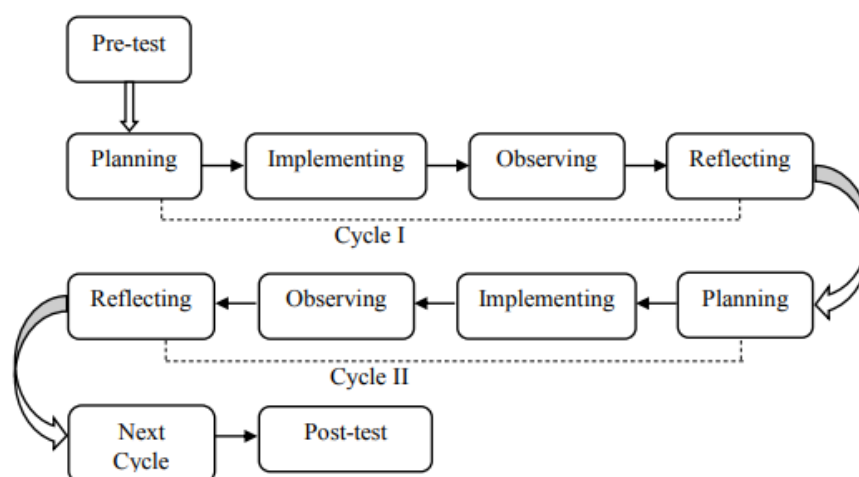 Pre-test
Planning
Implementing
Observing
Reflecting
Cycle I
Reflecting
Observing
Implementing
Planning
Cycle II
Next
Cycle
Post-test